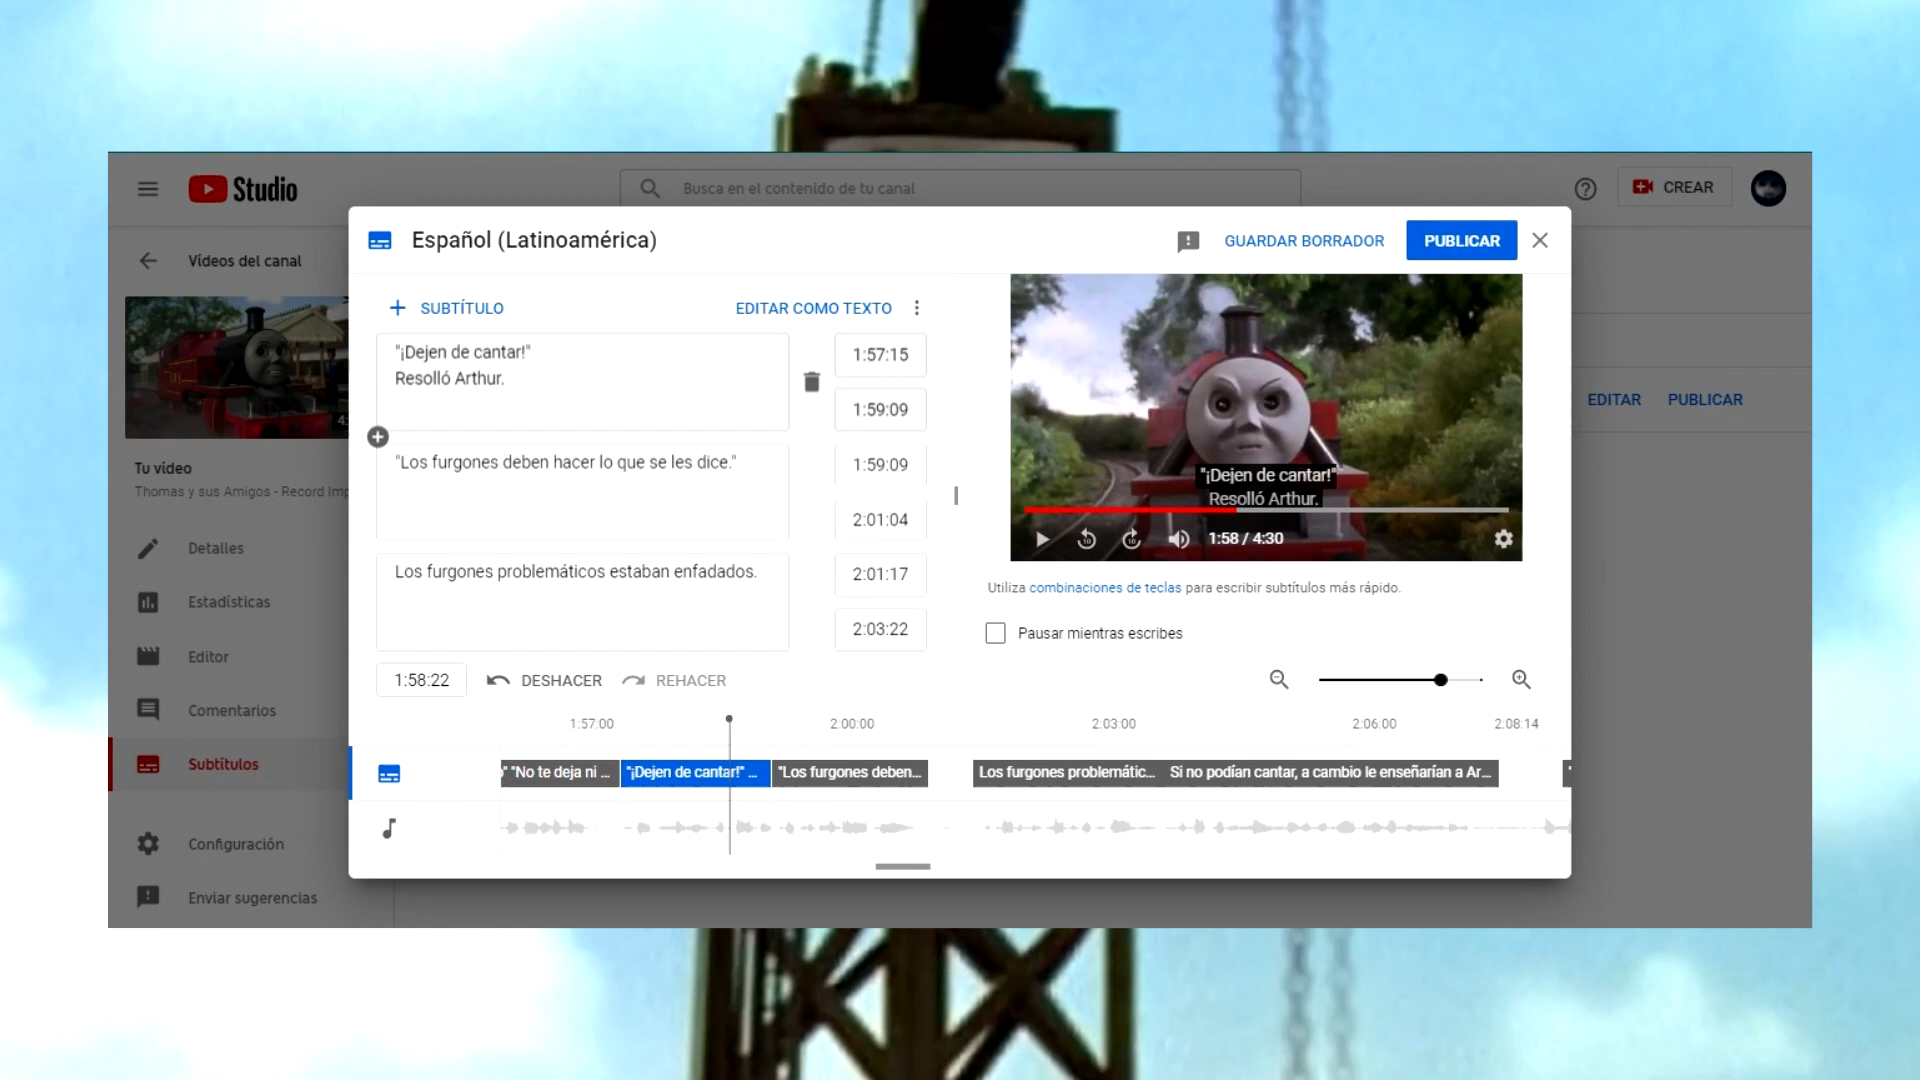 Studio
Busca en el contenido de tu canal
CREAR
Vídeos del canal
4:
Tu vídeo
Thomas y sus Amigos - Record Imp
Detalles
Estadísticas
Editor
Comentarios
Subtítulos
Configuración
Enviar sugerencias
Español (Latinoamérica)
GUARDAR BORRADOR
PUBLICAR
SUBTÍTULO
EDITAR COMO TEXTO
"¡Dejen de cantar!"
Resolló Arthur.
1:57:15
1:59:09
"Los furgones deben hacer lo que se les dice."
1:59:09
2:01:04
Los furgones problemáticos estaban enfadados.
2:01:17
2:03:22
"¡Dejen de cantar!"
Resolló Arthur.
10
10
1:58 / 4:30
Utiliza combinaciones de teclas para escribir subtítulos más rápido.
Pausar mientras escribes
EDITAR
PUBLICAR
1:58:22
DESHACER
REHACER
1:57:00
2:00:00
2:03:00
2:06:00
2:08:14
"No te deja ni ...
"¡Dejen de cantar!" ...
"Los furgones deben...
Los furgones problemátic...
Si no podían cantar, a cambio le enseñarían a Ar...